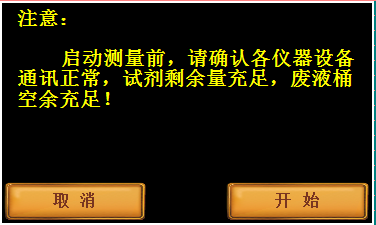 注意：
启动测量前，请确认各仪器设备
通讯正常，试剂剩余量充足，废液桶
空余充足！
取 消
开 始